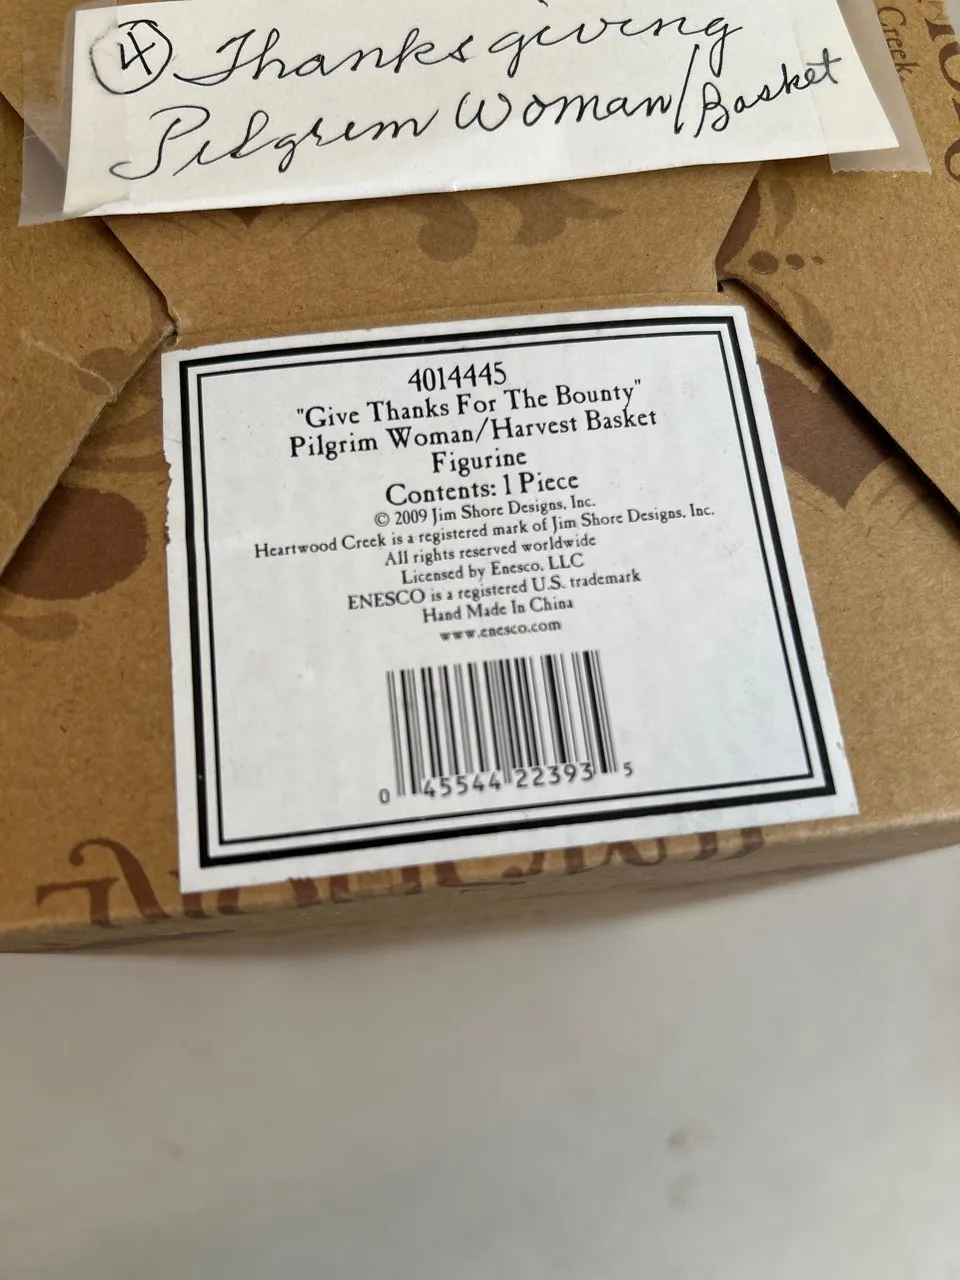 ④ Thanksgiving
Pilgrim Woman/Basket
Creek
4014445
"Give Thanks For The Bounty"
Pilgrim Woman/Harvest Basket
Figurine
Contents: 1 Piece
© 2009 Jim Shore Designs, Inc.
Heartwood Creek is a registered mark of Jim Shore Designs, Inc.
All rights reserved worldwide
Licensed by Enesco, LLC
ENESCO is a registered U.S. trademark
Hand Made In China
www.enesco.com
0 45544 22393 5